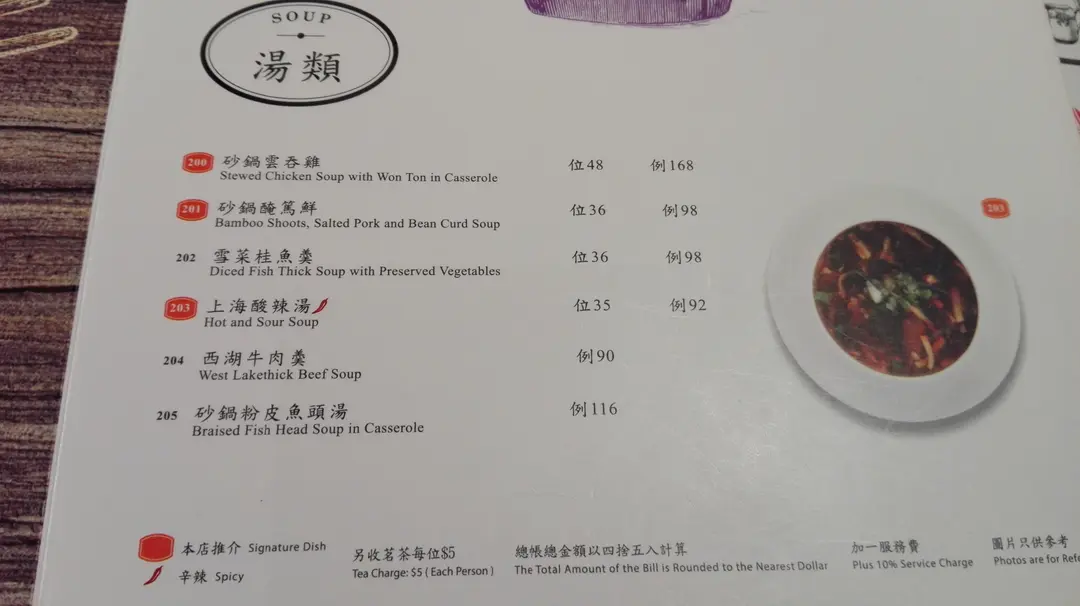 SOUP
湯類
200 砂鍋雲吞雞 位48 例168
Stewed Chicken Soup with Won Ton in Casserole
201 砂鍋醃篤鮮 位36 例98
Bamboo Shoots, Salted Pork and Bean Curd Soup
202 雪菜桂魚羹 位36 例98
Diced Fish Thick Soup with Preserved Vegetables
203 上海酸辣湯 位35 例92
Hot and Sour Soup
204 西湖牛肉羹 例90
West Lakethick Beef Soup
205 砂鍋粉皮魚頭湯 例116
Braised Fish Head Soup in Casserole
203
本店推介 Signature Dish
辛辣 Spicy
另收茗茶每位$5
Tea Charge: $5 ( Each Person )
總帳總金額以四捨五入計算
The Total Amount of the Bill is Rounded to the Nearest Dollar
加一服務費
Plus 10% Service Charge
圖片只供參考
Photos are for